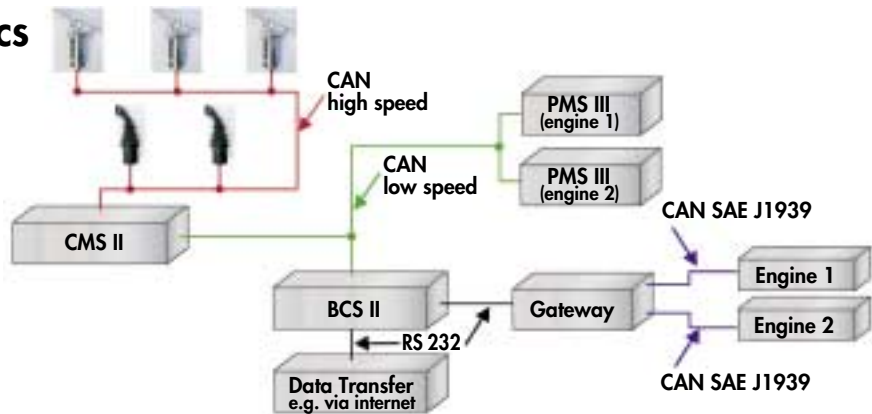 CS
CAN
high speed
PMS III
(engine 1)
CAN
low speed
PMS III
(engine 2)
CAN SAE J1939
CMS II
Engine 1
BCS II
Gateway
Engine 2
RS 232
Data Transfer
e.g. via internet
CAN SAE J1939